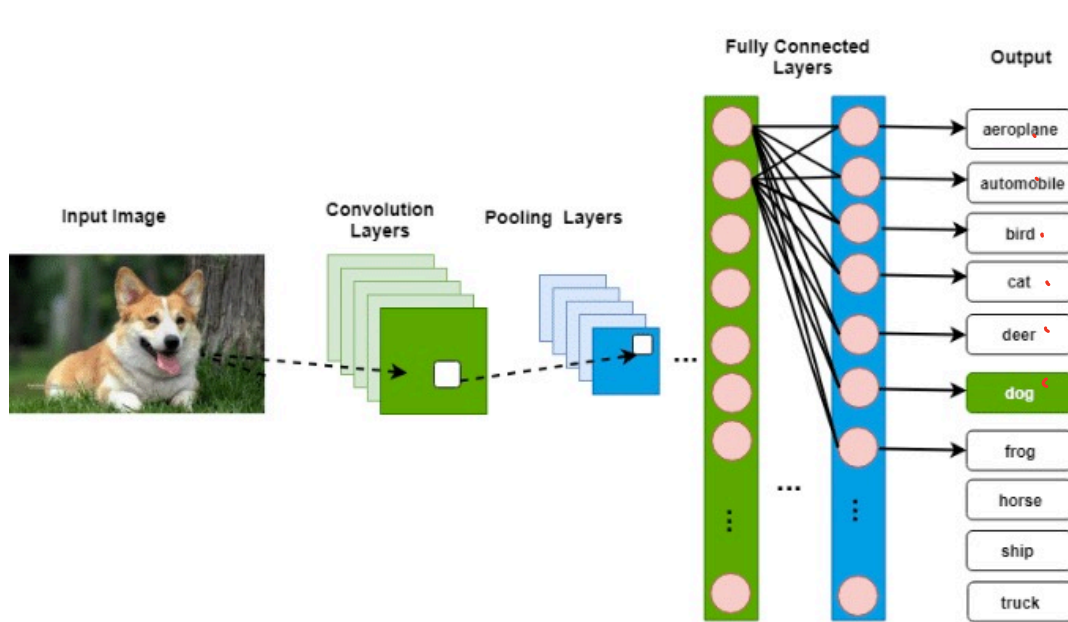 Fully Connected
Layers
Output
Input Image
Convolution
Layers
Pooling Layers
aeroplane
automobile
bird
cat
deer
dog
frog
horse
ship
truck
...
...
...
...